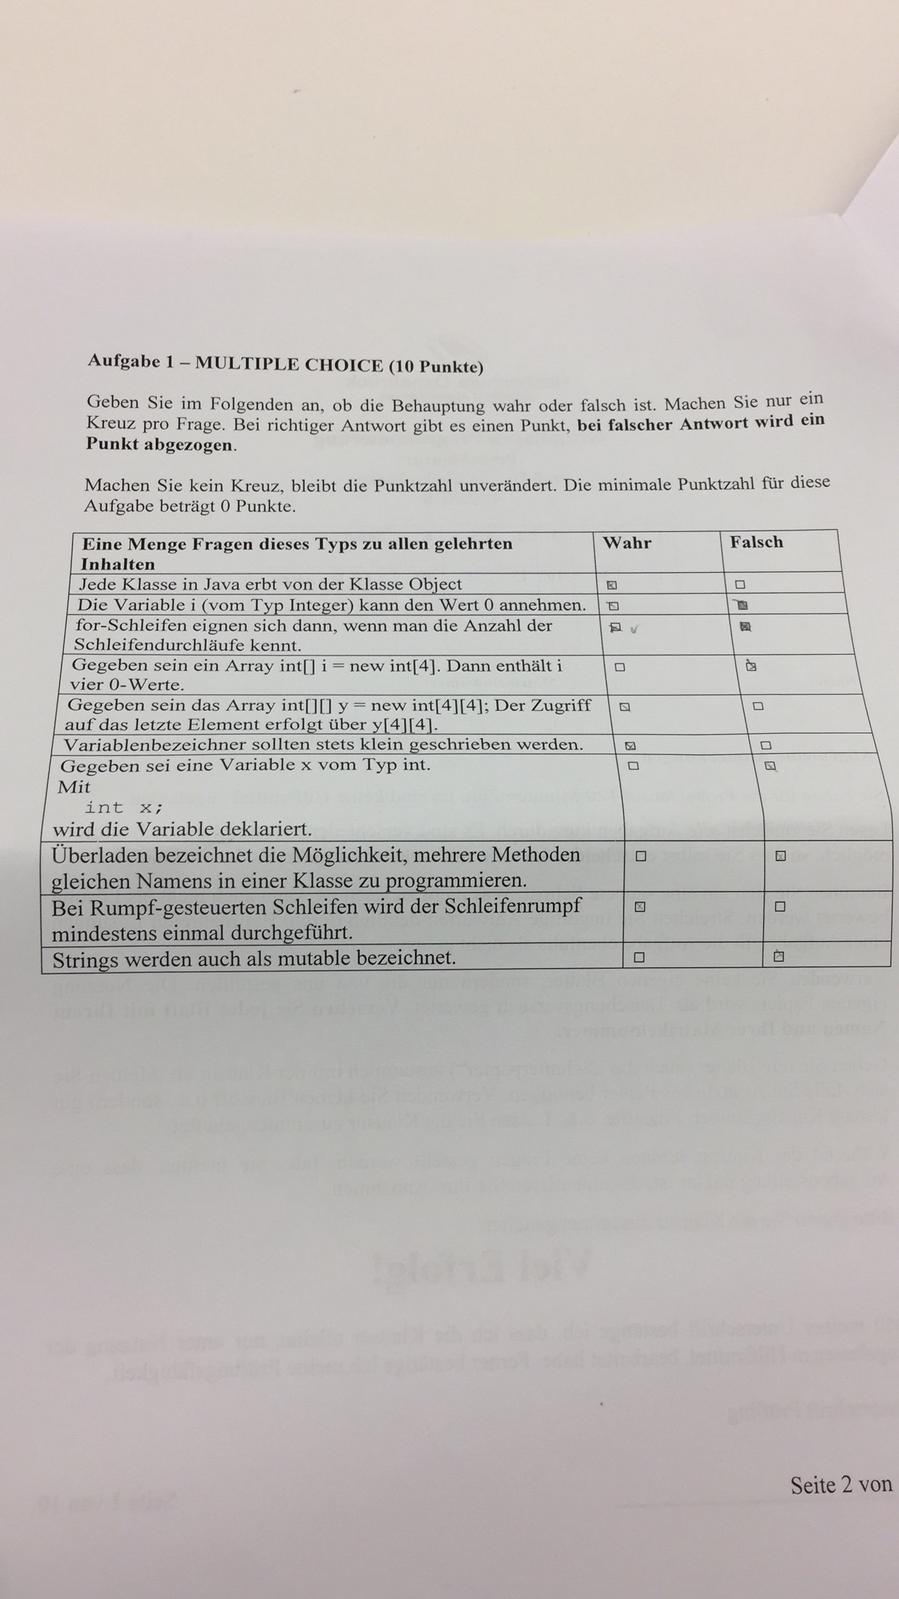 Aufgabe 1 – MULTIPLE CHOICE (10 Punkte)
Geben Sie im Folgenden an, ob die Behauptung wahr oder falsch ist. Machen Sie nur ein
Kreuz pro Frage. Bei richtiger Antwort gibt es einen Punkt, bei falscher Antwort wird ein
Punkt abgezogen.
Machen Sie kein Kreuz, bleibt die Punktzahl unverändert. Die minimale Punktzahl für diese
Aufgabe beträgt 0 Punkte.
Eine Menge Fragen dieses Typs zu allen gelehrten Wahr Falsch
Inhalten
Jede Klasse in Java erbt von der Klasse Object
Die Variable i (vom Typ Integer) kann den Wert 0 annehmen.
for-Schleifen eignen sich dann, wenn man die Anzahl der
Schleifendurchläufe kennt.
Gegeben sein ein Array int[] i = new int[4]. Dann enthält i
vier 0-Werte.
Gegeben sein das Array int[][] y = new int[4][4]; Der Zugriff
auf das letzte Element erfolgt über y[4][4].
Variablenbezeichner sollten stets klein geschrieben werden.
Gegeben sei eine Variable x vom Typ int.
Mit
int x;
wird die Variable deklariert.
Überladen bezeichnet die Möglichkeit, mehrere Methoden
gleichen Namens in einer Klasse zu programmieren.
Bei Rumpf-gesteuerten Schleifen wird der Schleifenrumpf
mindestens einmal durchgeführt.
Strings werden auch als mutable bezeichnet.
Viel Erfolg!
Seite 2 von